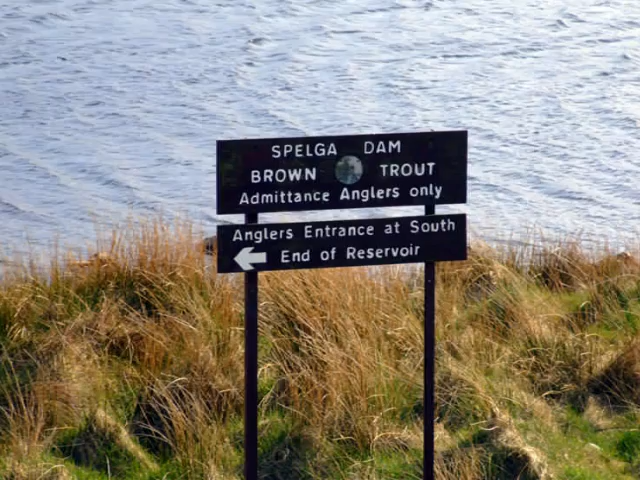 SPELGA DAM
BROWN TROUT
Admittance Anglers only
Anglers Entrance at South
End of Reservoir